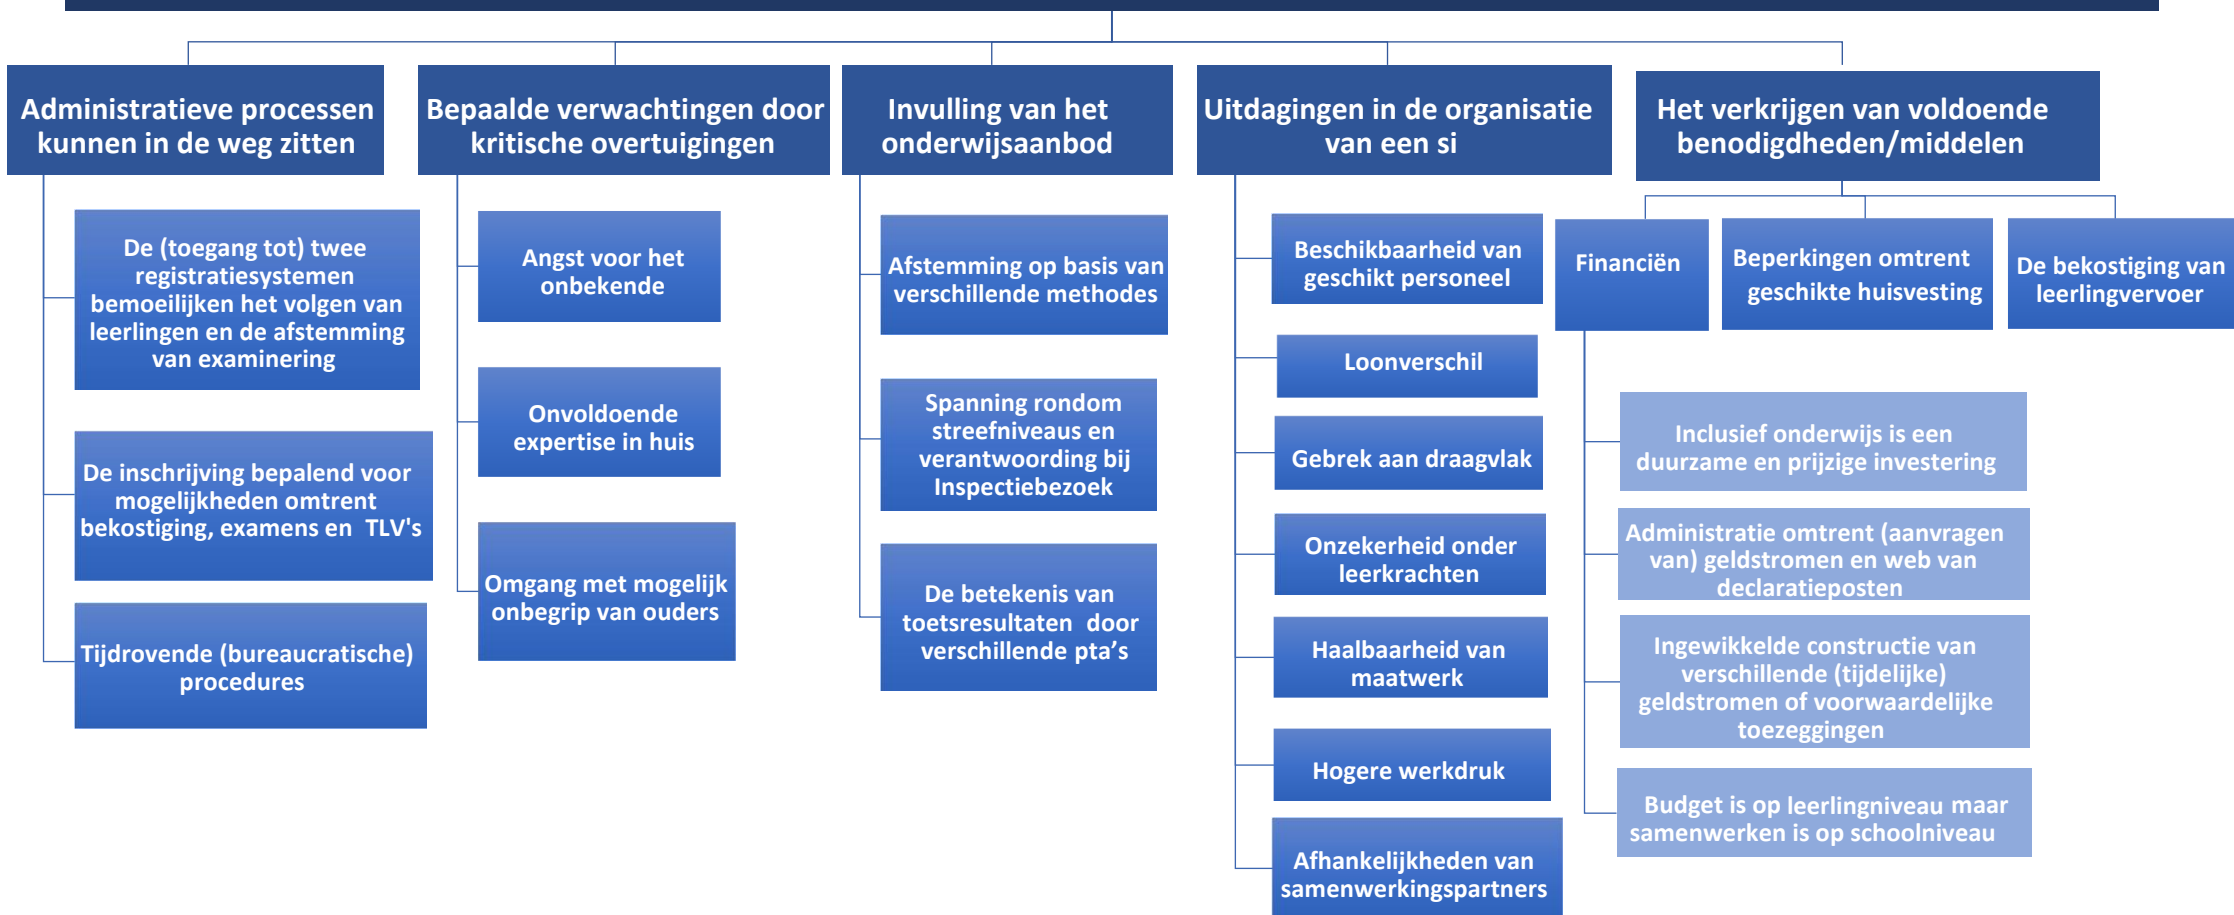 Administratieve processen
kunnen in de weg zitten
De (toegang tot) twee
registratiesystemen
bemoeilijken het volgen van
leerlingen en de afstemming
van examinering
De inschrijving bepalend voor
mogelijkheden omtrent
bekostiging, examens en TLV's
Tijdrovende (bureaucratische)
procedures
Bepaalde verwachtingen door
kritische overtuigingen
Angst voor het
onbekende
Onvoldoende
expertise in huis
Omgang met mogelijk
onbegrip van ouders
Invulling van het
onderwijsaanbod
Afstemming op basis van
verschillende methodes
Spanning rondom
streefniveaus en
verantwoording bij
Inspectiebezoek
De betekenis van
toetsresultaten door
verschillende pta’s
Uitdagingen in de organisatie
van een si
Beschikbaarheid van
geschikt personeel
Loonverschil
Gebrek aan draagvlak
Onzekerheid onder
leerkrachten
Haalbaarheid van
maatwerk
Hogere werkdruk
Afhankelijkheden van
samenwerkingspartners
Het verkrijgen van voldoende
benodigdheden/middelen
Financiën
Inclusief onderwijs is een
duurzame en prijzige investering
Administratie omtrent (aanvragen
van) geldstromen en web van
declaratieposten
Ingewikkelde constructie van
verschillende (tijdelijke)
geldstromen of voorwaardelijke
toezeggingen
Budget is op leerlingniveau maar
samenwerken is op schoolniveau
Beperkingen omtrent
geschikte huisvesting
De bekostiging van
leerlingvervoer